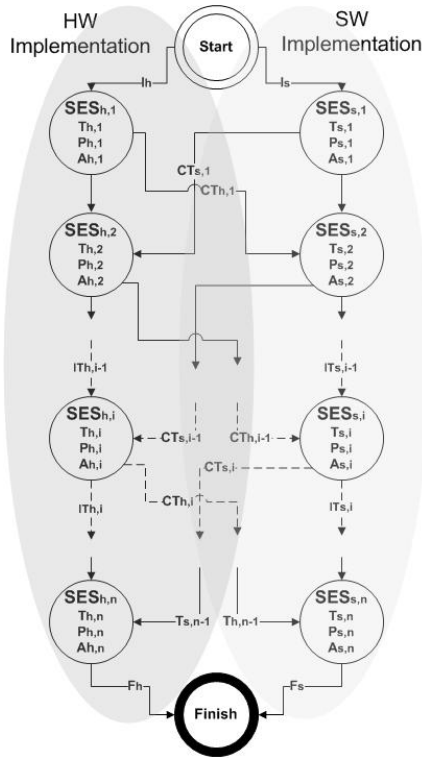 HW
Implementation
SW
Implementation
Start
Ih
Is
SESh,1
Th,1
Ph,1
Ah,1
SESs,1
Ts,1
Ps,1
As,1
CTs,1
CTh,1
SESh,2
Th,2
Ph,2
Ah,2
SESs,2
Ts,2
Ps,2
As,2
ITh,i-1
ITs,i-1
SESh,i
Th,i
Ph,i
Ah,i
CTs,i-1
CTh,i-1
SESs,i
Ts,i
Ps,i
As,i
CTs,i
CTh,i
ITh,i
ITs,i
SESh,n
Th,n
Ph,n
Ah,n
Ts,n-1
Th,n-1
SESs,n
Ts,n
Ps,n
As,n
Fh
Fs
Finish